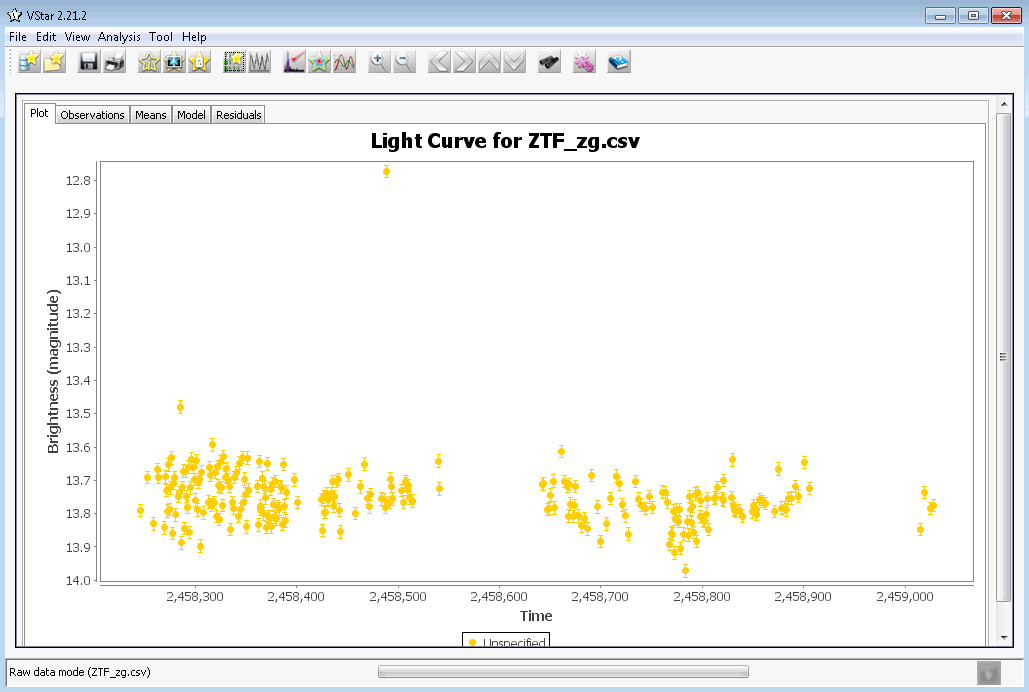 VStar 2.21.2
File Edit View Analysis Tool Help
Plot Observations Means Model Residuals
Light Curve for ZTF_zg.csv
Brightness (magnitude)
12.8
12.9
13.0
13.1
13.2
13.3
13.4
13.5
13.6
13.7
13.8
13.9
14.0
2,458,300 2,458,400 2,458,500 2,458,600 2,458,700 2,458,800 2,458,900 2,459,000
Time
Unspecified
Raw data mode (ZTF_zg.csv)